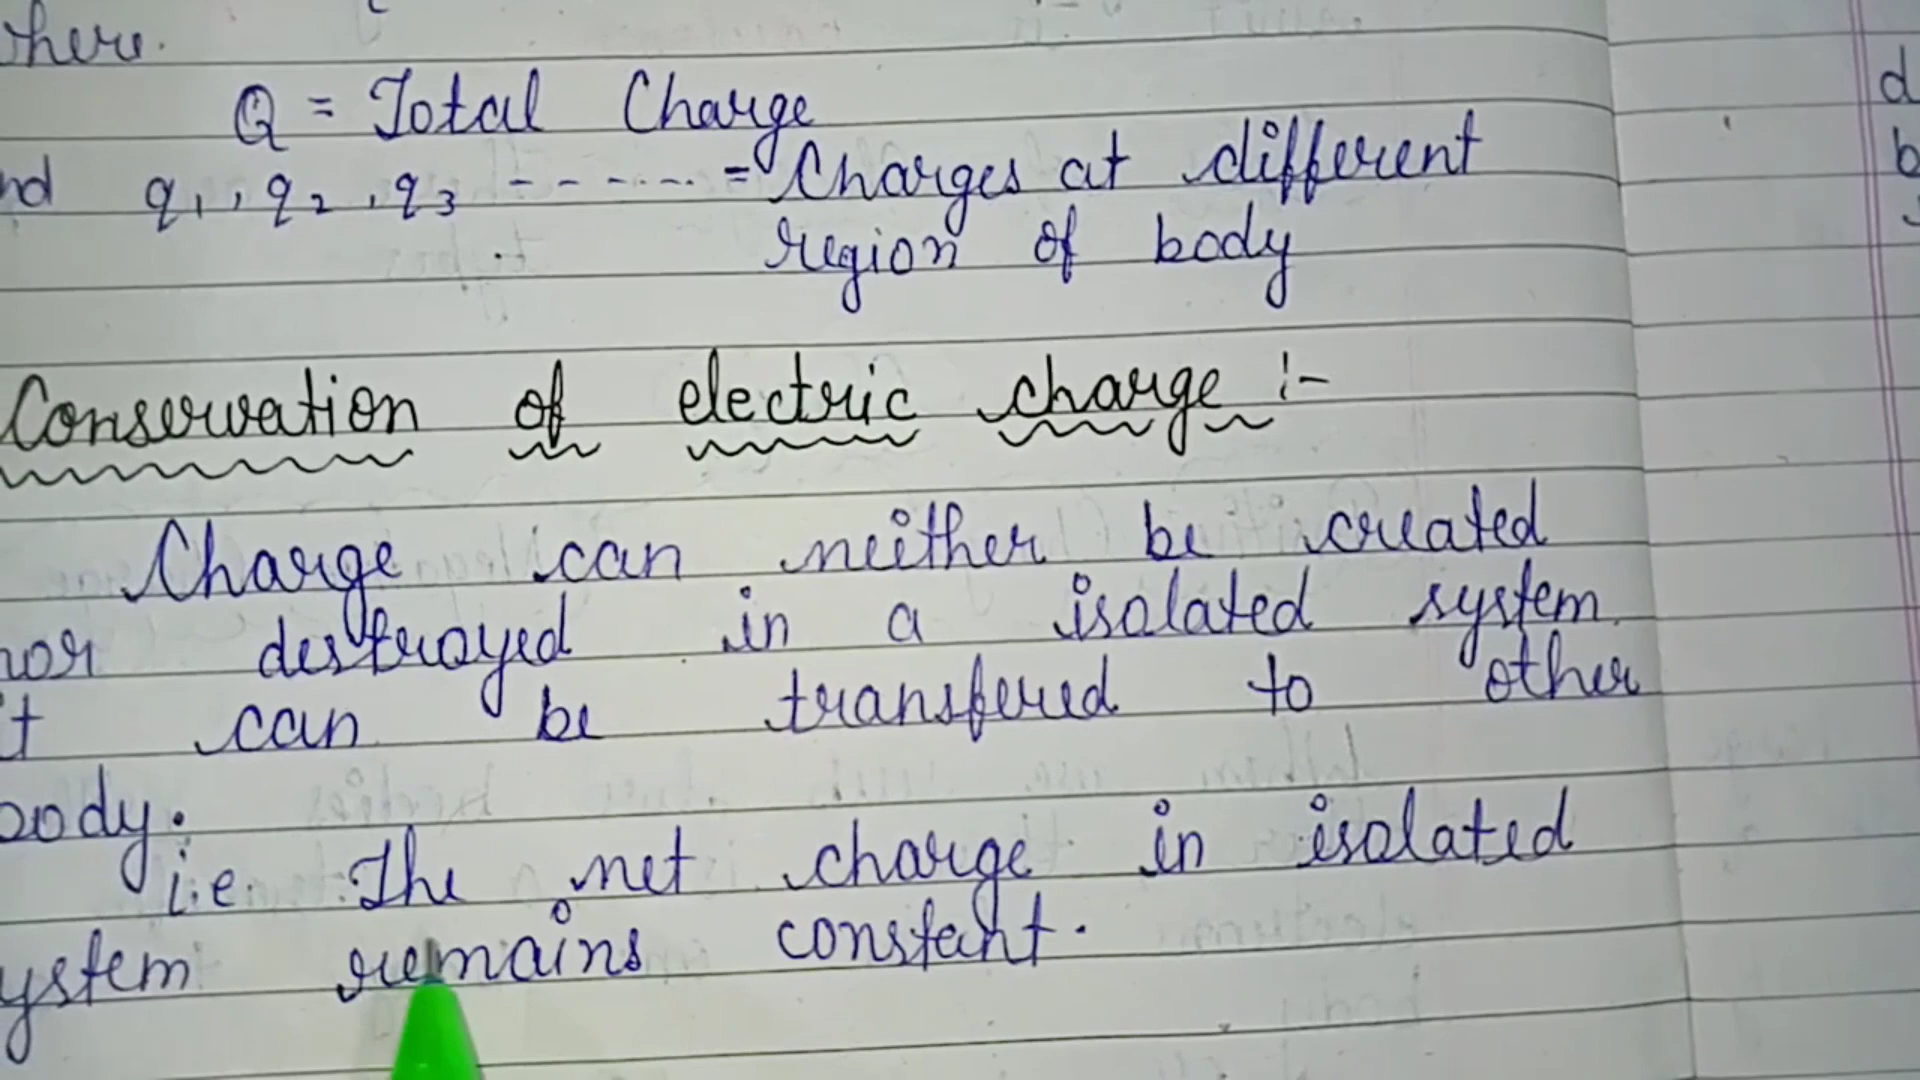 here.
Q = Total Charge
nd q1, q2, q3 - - - ..... = Charges at different
region of body
Conservation of electric charge :-
Charge can neither be created
nor destroyed in a isolated system.
t can be transfered to other
body.
i.e. The net charge in isolated
ystem remains constant.
d
b